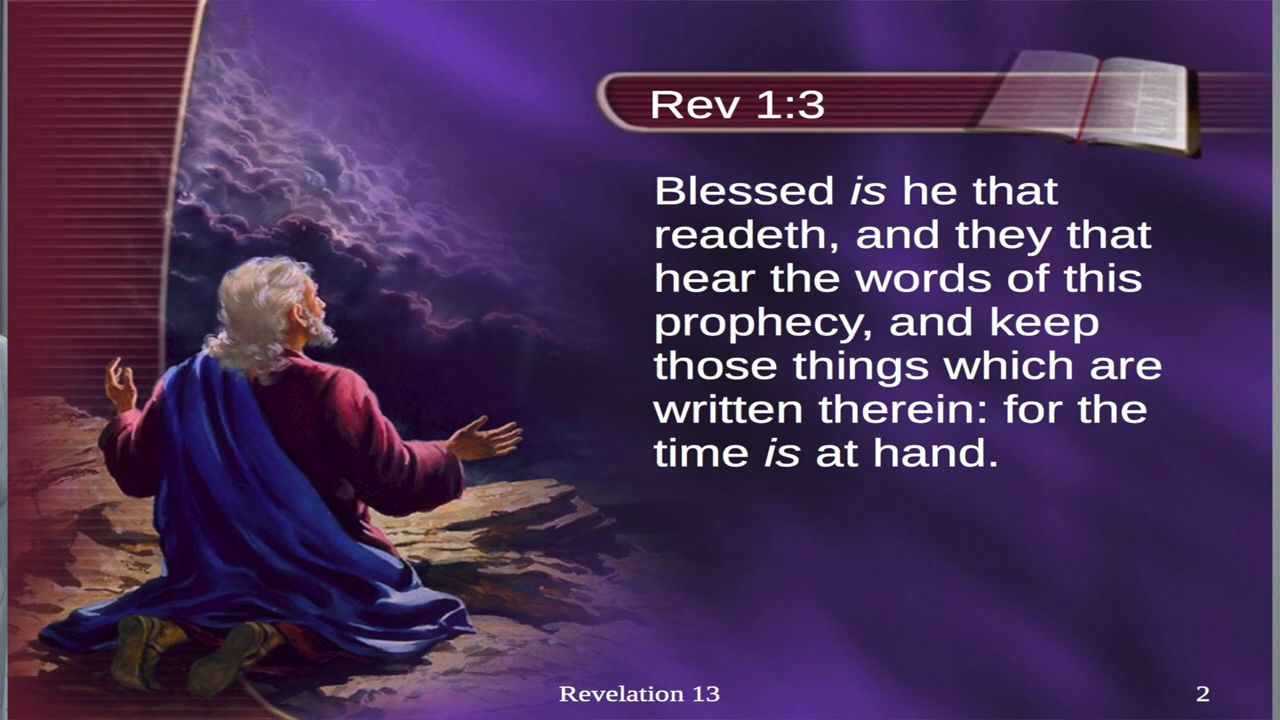 Rev 1:3
Blessed is he that
readeth, and they that
hear the words of this
prophecy, and keep
those things which are
written therein: for the
time is at hand.
Revelation 13
2